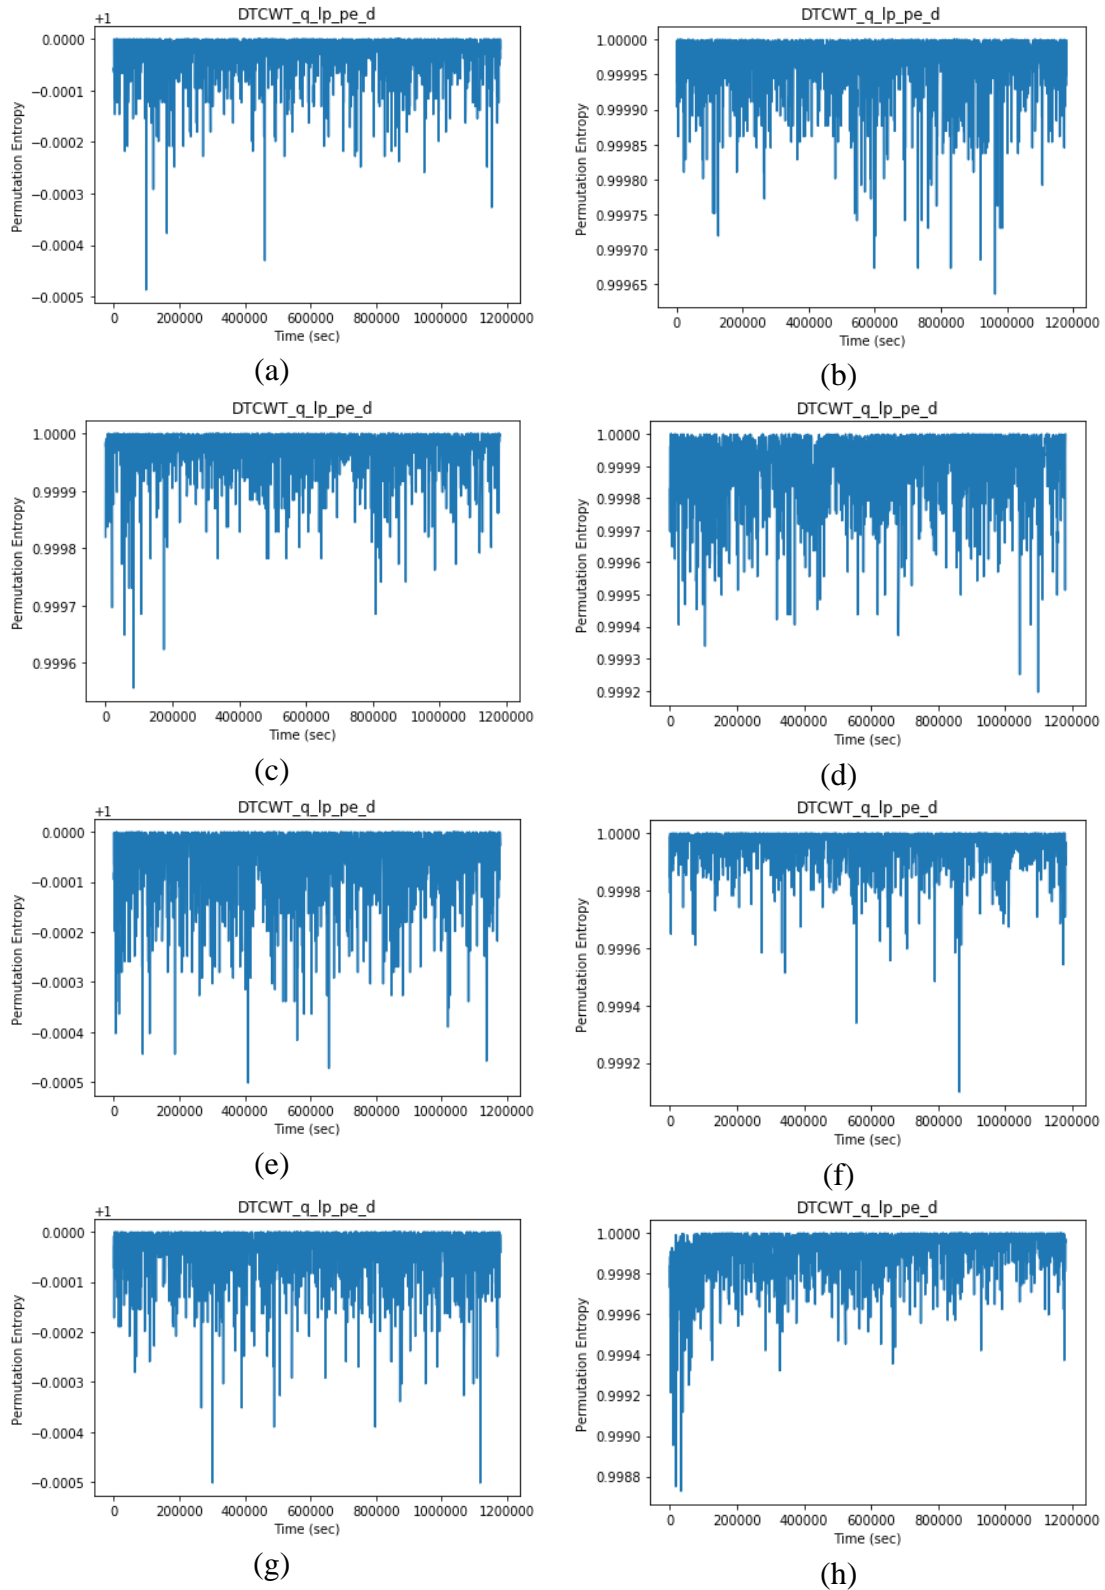 DTCWT_q_lp_pe_d
+1
0.0000
−0.0001
−0.0002
−0.0003
−0.0004
−0.0005
Permutation Entropy
0 200000 400000 600000 800000 1000000 1200000
Time (sec)
(a)
DTCWT_q_lp_pe_d
1.00000
0.99995
0.99990
0.99985
0.99980
0.99975
0.99970
0.99965
Permutation Entropy
0 200000 400000 600000 800000 1000000 1200000
Time (sec)
(b)
DTCWT_q_lp_pe_d
1.0000
0.9999
0.9998
0.9997
0.9996
Permutation Entropy
0 200000 400000 600000 800000 1000000 1200000
Time (sec)
(c)
DTCWT_q_lp_pe_d
1.0000
0.9999
0.9998
0.9997
0.9996
0.9995
0.9994
0.9993
0.9992
Permutation Entropy
0 200000 400000 600000 800000 1000000 1200000
Time (sec)
(d)
DTCWT_q_lp_pe_d
+1
0.0000
−0.0001
−0.0002
−0.0003
−0.0004
−0.0005
Permutation Entropy
0 200000 400000 600000 800000 1000000 1200000
Time (sec)
(e)
DTCWT_q_lp_pe_d
1.0000
0.9998
0.9996
0.9994
0.9992
Permutation Entropy
0 200000 400000 600000 800000 1000000 1200000
Time (sec)
(f)
DTCWT_q_lp_pe_d
+1
0.0000
−0.0001
−0.0002
−0.0003
−0.0004
−0.0005
Permutation Entropy
0 200000 400000 600000 800000 1000000 1200000
Time (sec)
(g)
DTCWT_q_lp_pe_d
1.0000
0.9998
0.9996
0.9994
0.9992
0.9990
0.9988
Permutation Entropy
0 200000 400000 600000 800000 1000000 1200000
Time (sec)
(h)